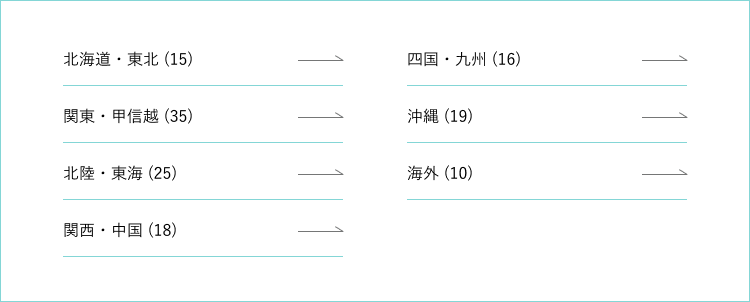 北海道・東北 (15)
関東・甲信越 (35)
北陸・東海 (25)
関西・中国 (18)
四国・九州 (16)
沖縄 (19)
海外 (10)